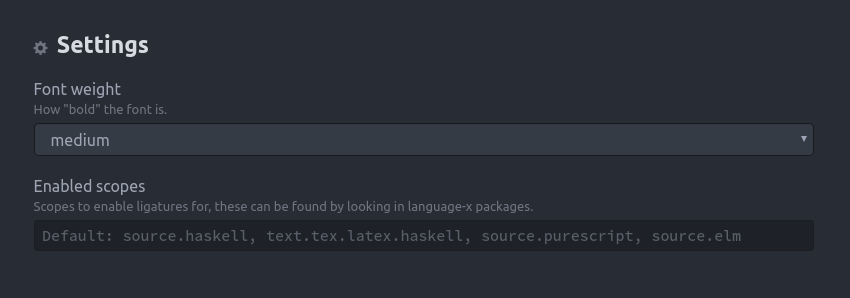 Settings
Font weight
How "bold" the font is.
medium
Enabled scopes
Scopes to enable ligatures for, these can be found by looking in language-x packages.
Default: source.haskell, text.tex.latex.haskell, source.purescript, source.elm